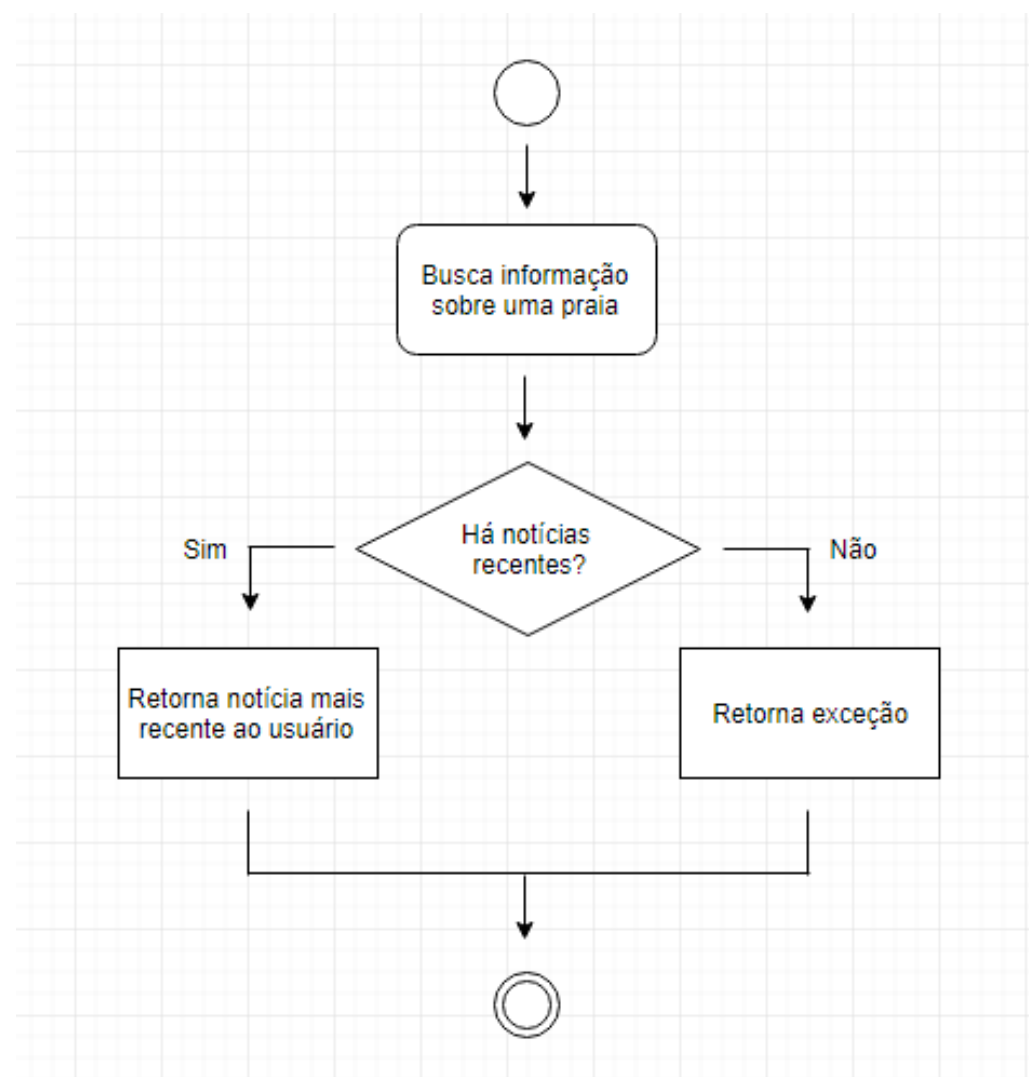 Busca informação
sobre uma praia
Há notícias
recentes?
Sim
Não
Retorna notícia mais
recente ao usuário
Retorna exceção